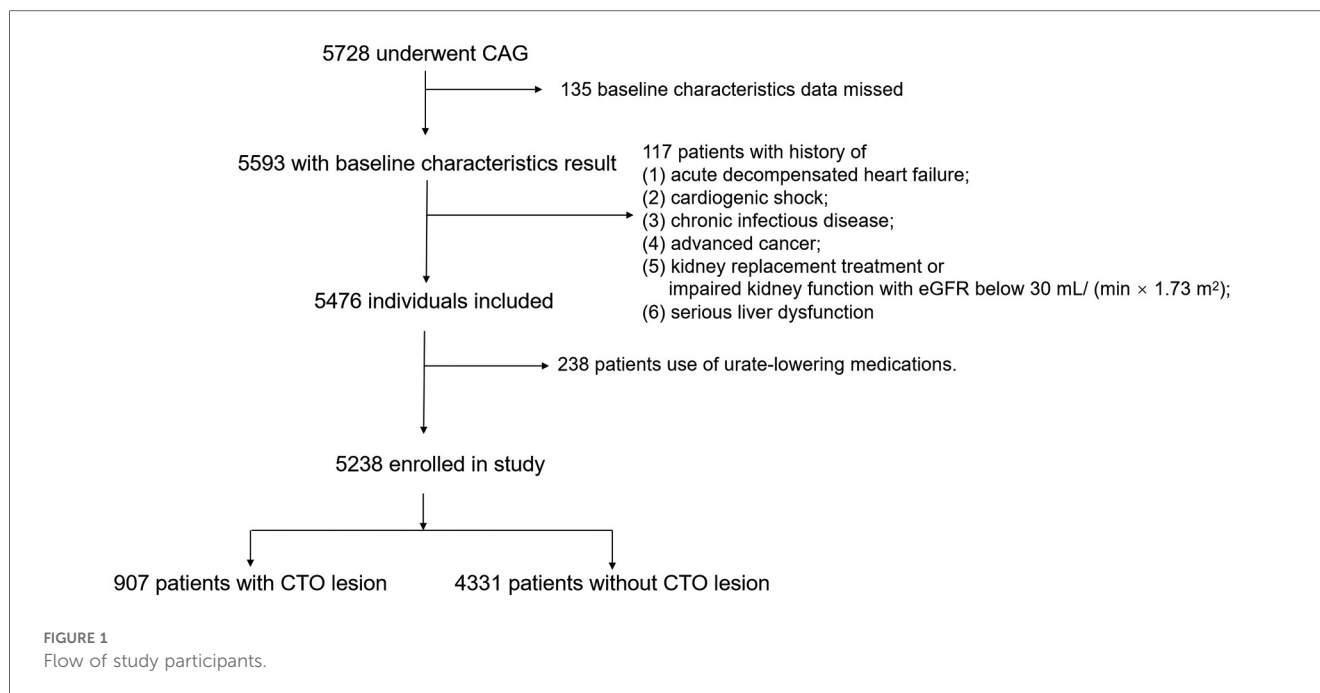 5728 underwent CAG
135 baseline characteristics data missed
5593 with baseline characteristics result
117 patients with history of
(1) acute decompensated heart failure;
(2) cardiogenic shock;
(3) chronic infectious disease;
(4) advanced cancer;
(5) kidney replacement treatment or
impaired kidney function with eGFR below 30 mL/ (min × 1.73 m²);
(6) serious liver dysfunction
5476 individuals included
238 patients use of urate-lowering medications.
5238 enrolled in study
907 patients with CTO lesion
4331 patients without CTO lesion
FIGURE 1
Flow of study participants.